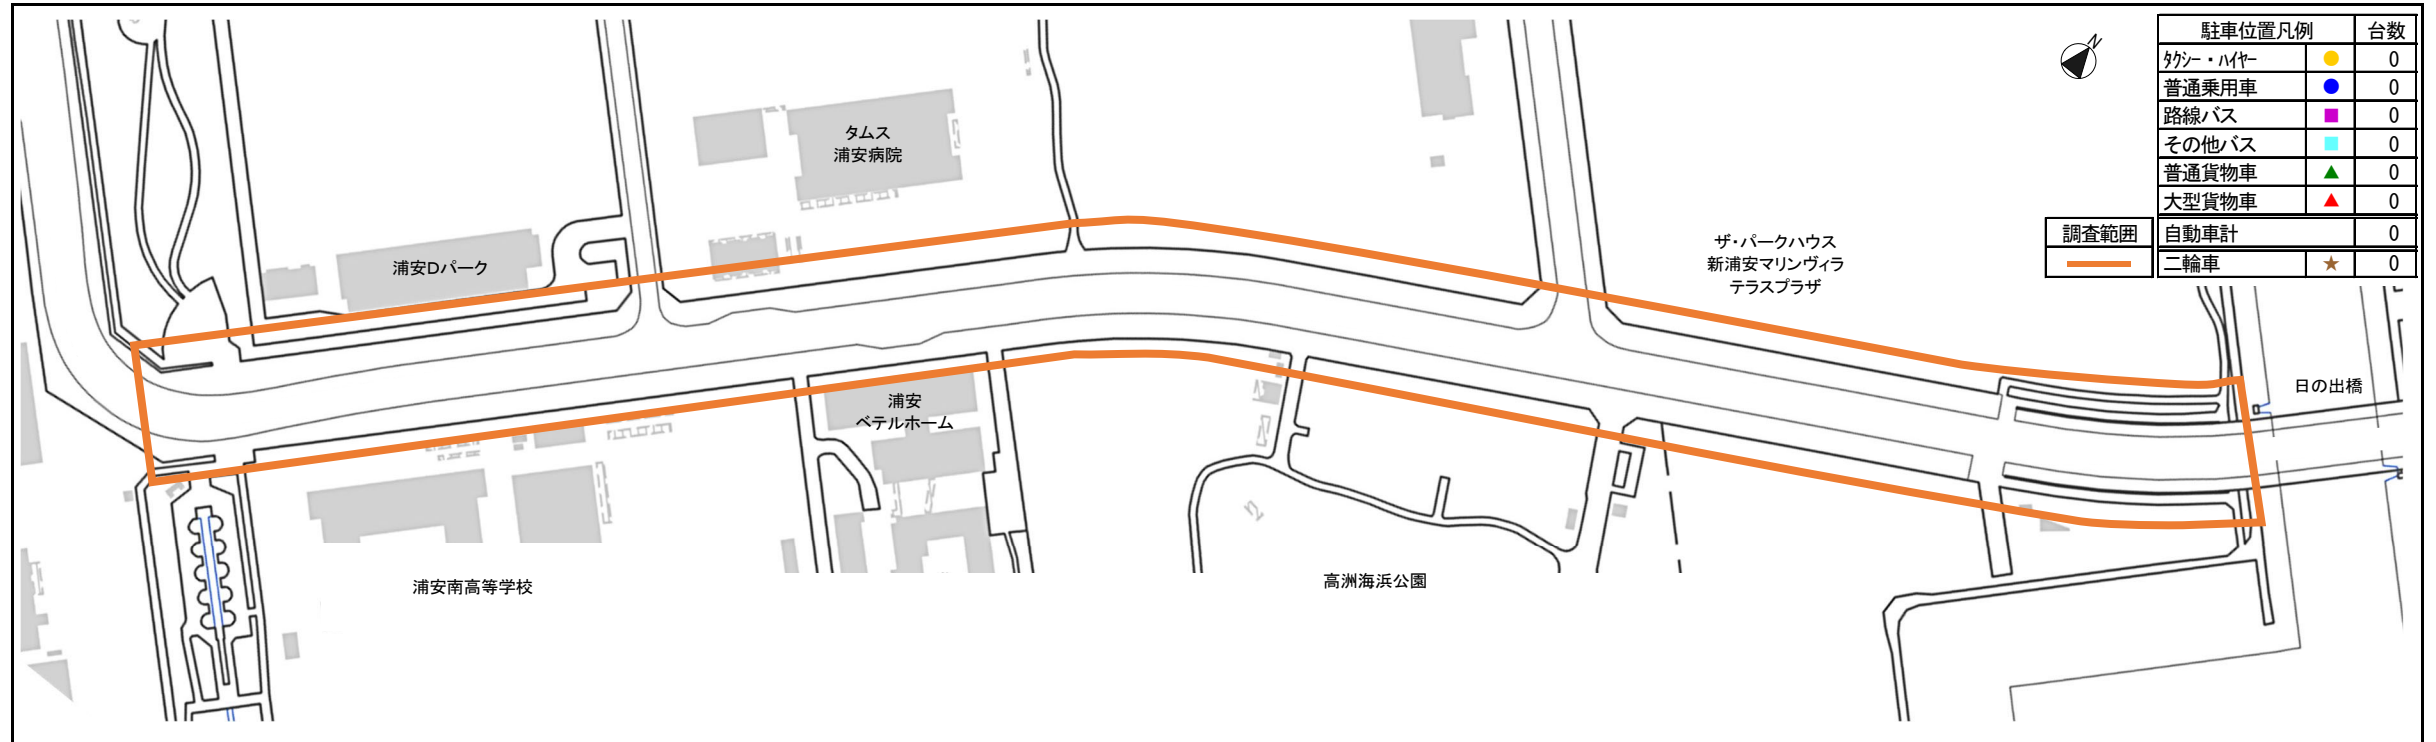 N
駐車位置凡例 台数
ﾀｸｼｰ・ﾊｲﾔｰ 0
普通乗用車 0
路線バス 0
その他バス 0
普通貨物車 0
大型貨物車 0
調査範囲 自動車計 0
二輪車 0
タムス
浦安病院
浦安Dパーク
ザ・パークハウス
新浦安マリンヴィラ
テラスプラザ
日の出橋
浦安
ベテルホーム
浦安南高等学校
高洲海浜公園